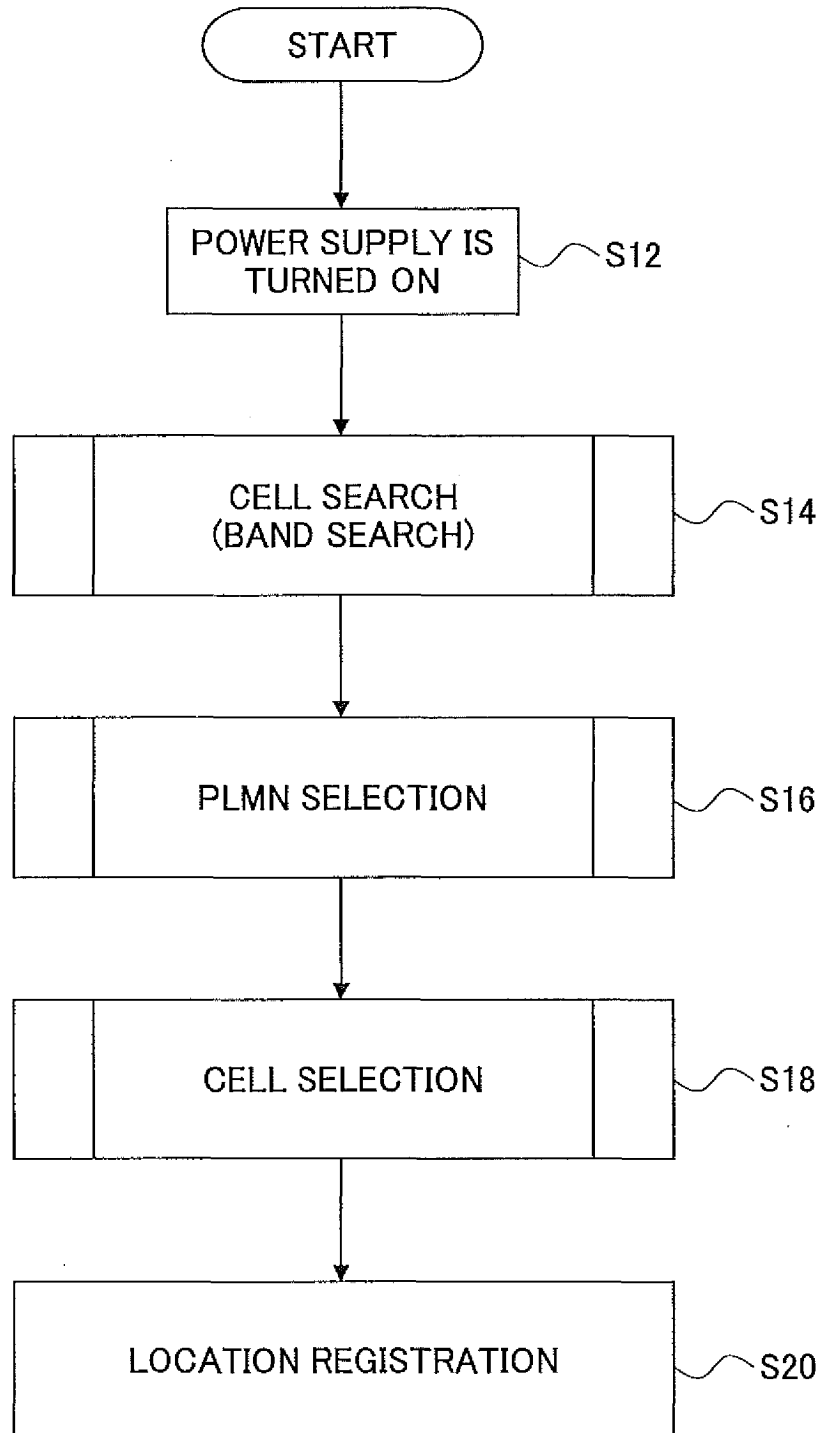 START
POWER SUPPLY IS
TURNED ON
S12
CELL SEARCH
(BAND SEARCH)
S14
PLMN SELECTION
S16
CELL SELECTION
S18
LOCATION REGISTRATION
S20